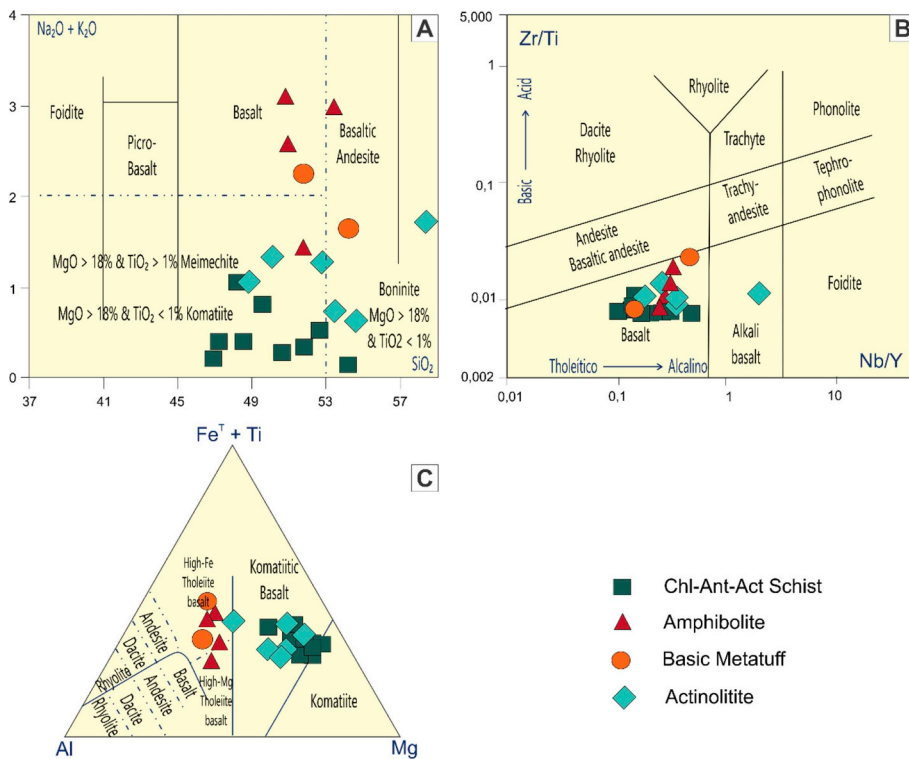 Na₂O + K₂O
A
4
3
2
1
0
Foidite
Picro-
Basalt
Basalt
Basaltic
Andesite
MgO > 18% & TiO₂ > 1% Meimechite
MgO > 18% & TiO₂ < 1% Komatiite
Boninite
MgO > 18%
& TiO2 < 1%
SiO₂
37
41
45
49
53
57
B
Zr/Ti
5,000
1
0,1
0,01
0,002
Acid
Basic
Dacite
Rhyolite
Rhyolite
Trachyte
Phonolite
Tephro-
phonolite
Trachy-
andesite
Andesite
Basaltic andesite
Foidite
Basalt
Alkali
basalt
Tholeítico
Alcalino
Nb/Y
0,01
0,1
1
10
Feᵀ + Ti
C
High-Fe
Tholeiite
basalt
Komatiitic
Basalt
Andesite
Dacite
Rhyolite
Basalt
Andesite
Dacite
Rhyolite
High-Mg
Tholeiite
basalt
Komatiite
Al
Mg
Chl-Ant-Act Schist
Amphibolite
Basic Metatuff
Actinolitite